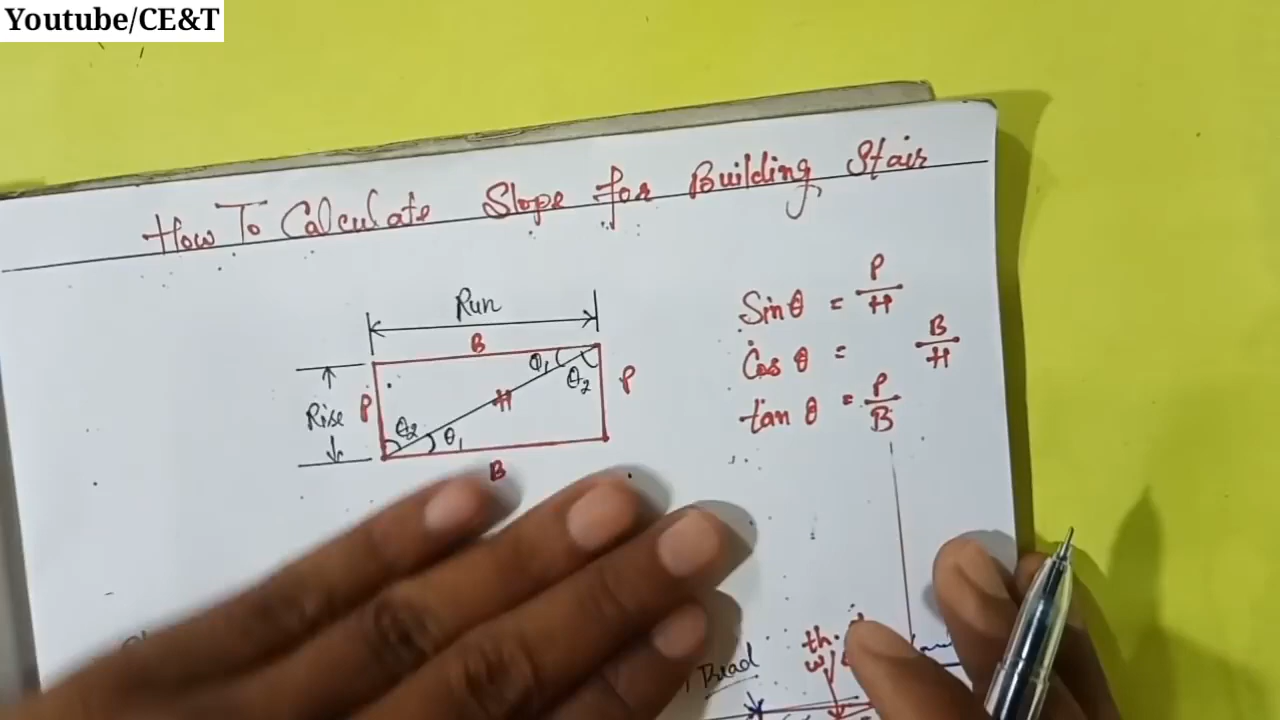 Youtube/CE&T
How To Calculate Slope for Building Stair
Run
B
Rise
P
θ1
θ2
H
P
θ2
θ1
B
Sin θ = P/H
Cos θ = B/H
tan θ = P/B
Tread
th.
w/